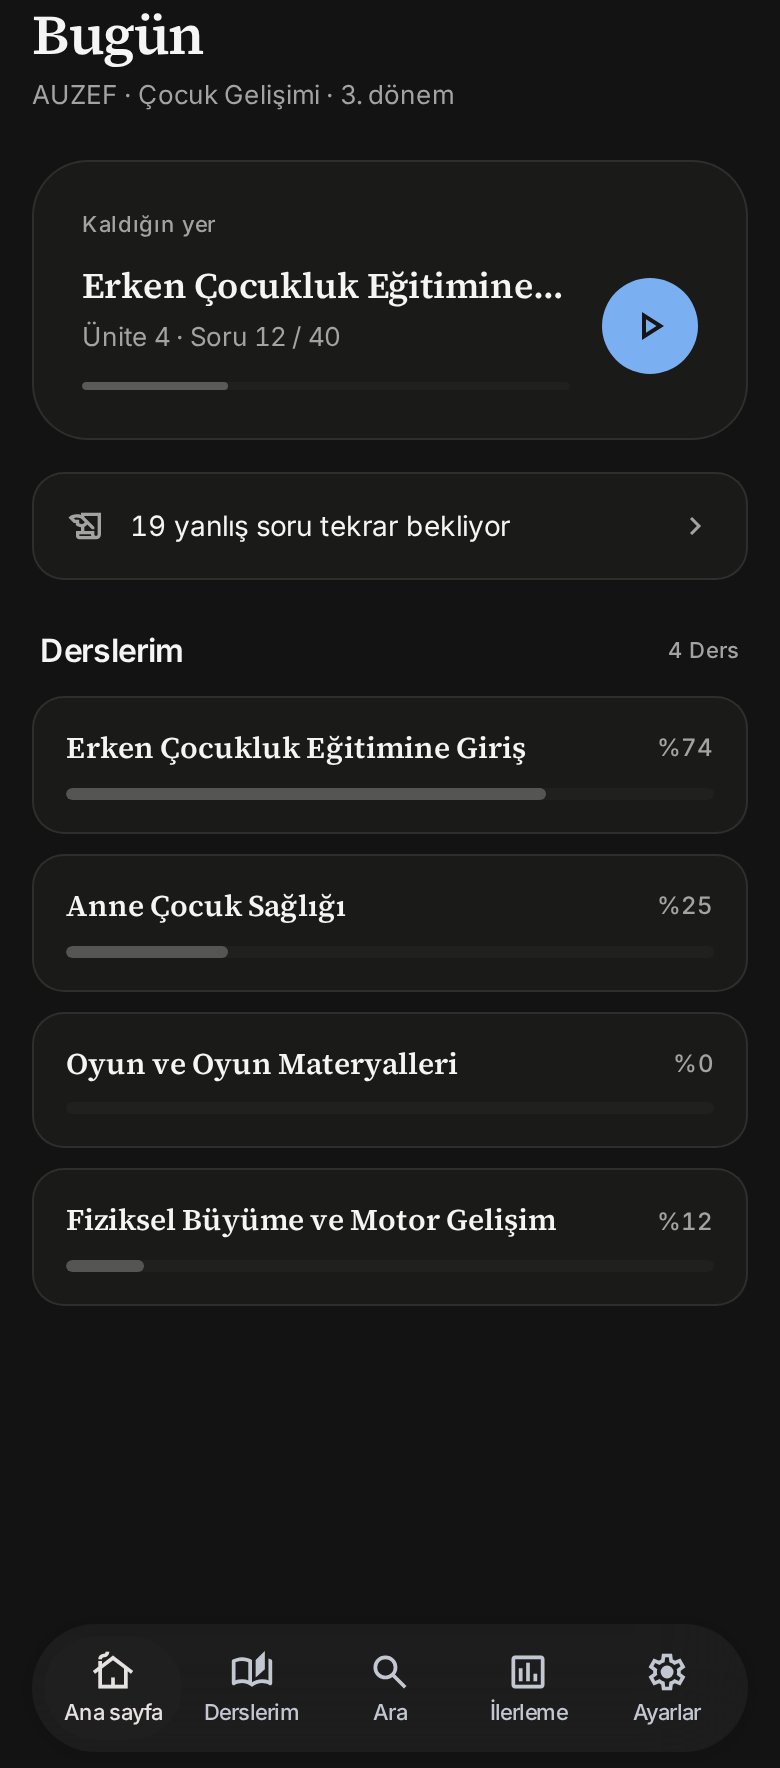 Bugün
AUZEF · Çocuk Gelişimi · 3. dönem
Kaldığın yer
Erken Çocukluk Eğitimine...
Ünite 4 · Soru 12 / 40
19 yanlış soru tekrar bekliyor
Derslerim
4 Ders
Erken Çocukluk Eğitimine Giriş
%74
Anne Çocuk Sağlığı
%25
Oyun ve Oyun Materyalleri
%0
Fiziksel Büyüme ve Motor Gelişim
%12
Ana sayfa
Derslerim
Ara
İlerleme
Ayarlar